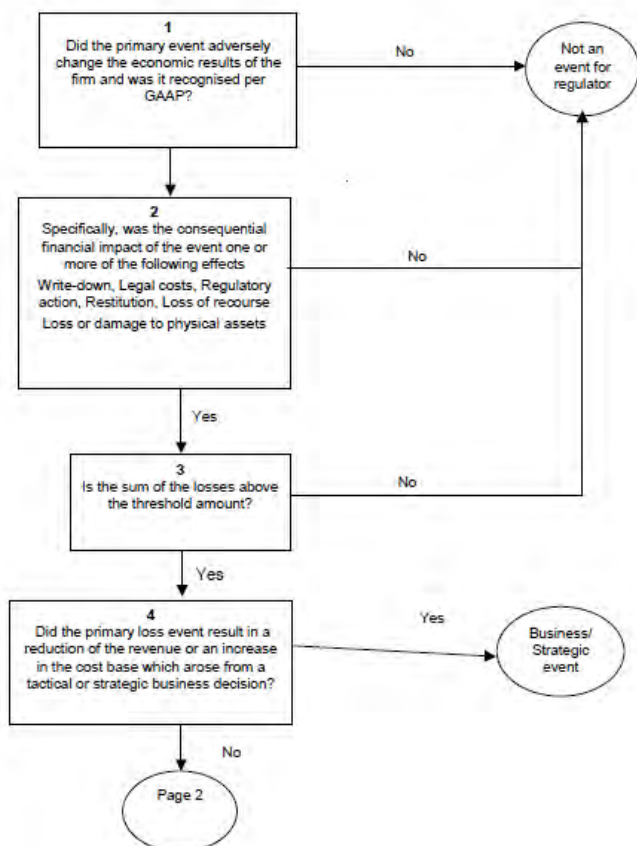 1
Did the primary event adversely
change the economic results of the
firm and was it recognised per
GAAP?
No
Not an
event for
regulator
2
Specifically, was the consequential
financial impact of the event one or
more of the following effects
Write-down, Legal costs, Regulatory
action, Restitution, Loss of recourse
Loss or damage to physical assets
No
Yes
3
Is the sum of the losses above
the threshold amount?
No
Yes
4
Did the primary loss event result in a
reduction of the revenue or an increase
in the cost base which arose from a
tactical or strategic business decision?
Yes
Business/
Strategic
event
No
Page 2